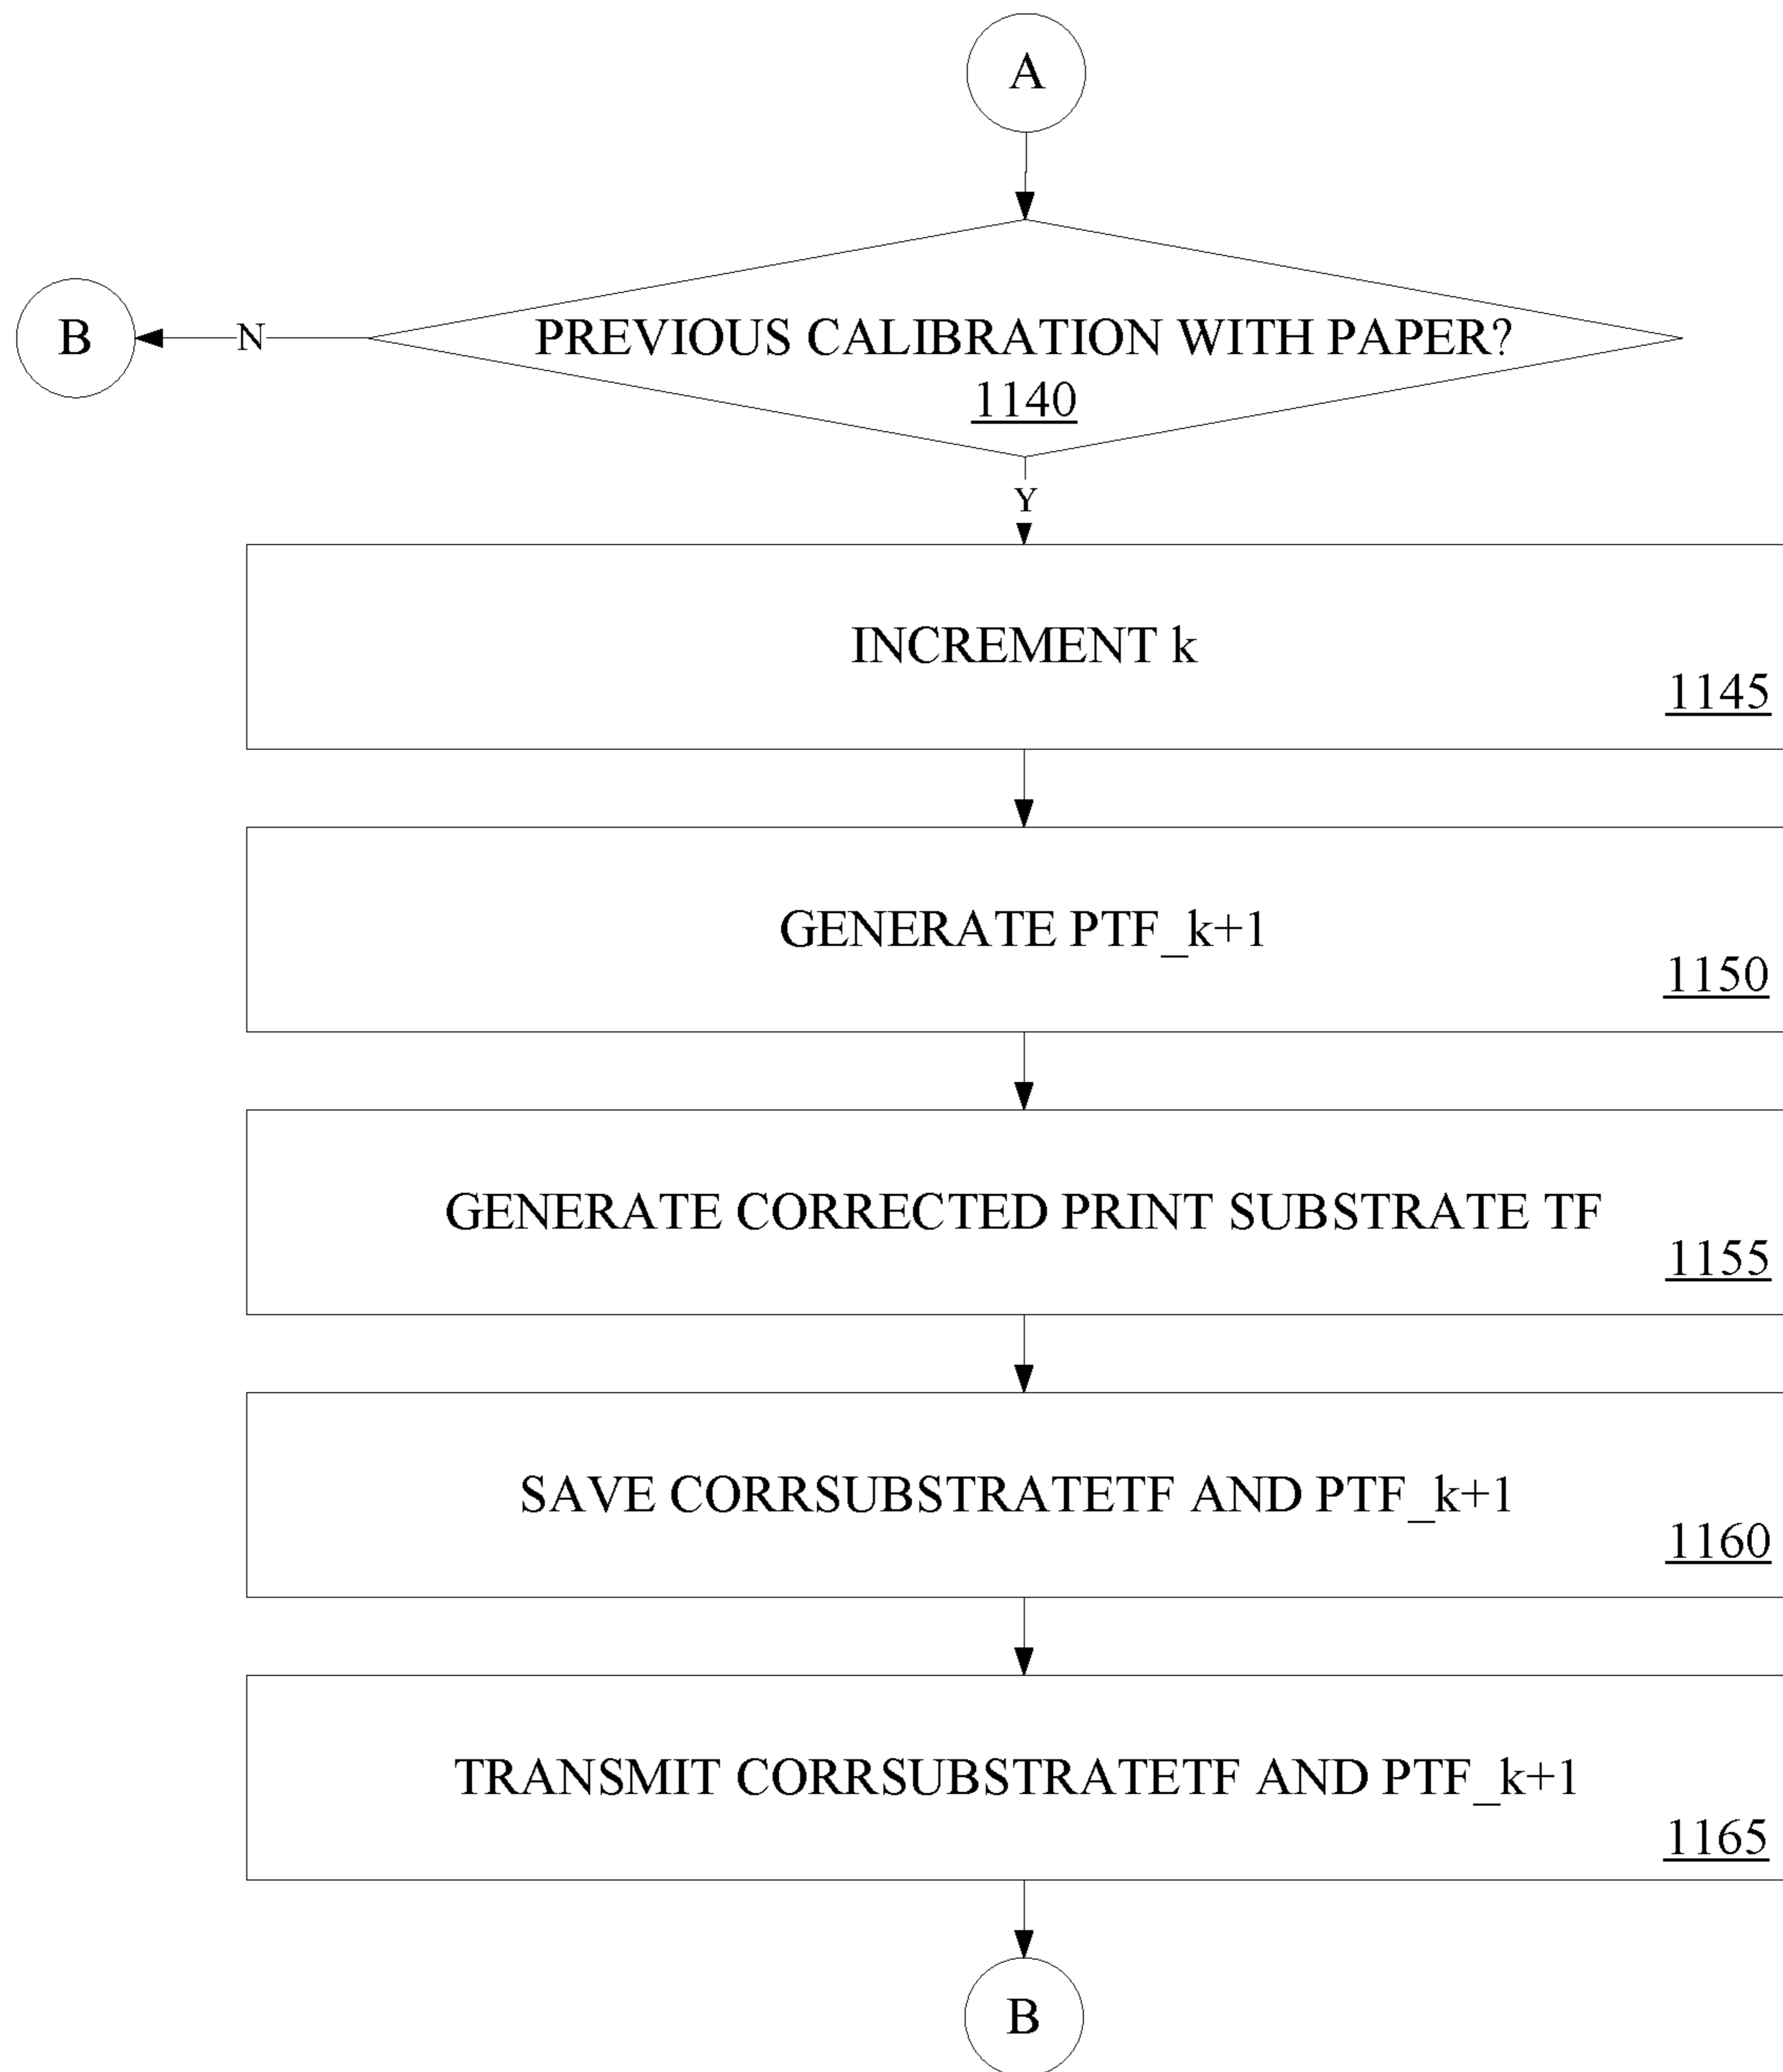 A
B
N
PREVIOUS CALIBRATION WITH PAPER?
1140
Y
INCREMENT k
1145
GENERATE PTF_k+1
1150
GENERATE CORRECTED PRINT SUBSTRATE TF
1155
SAVE CORRSUBSTRATETF AND PTF_k+1
1160
TRANSMIT CORRSUBSTRATETF AND PTF_k+1
1165
B